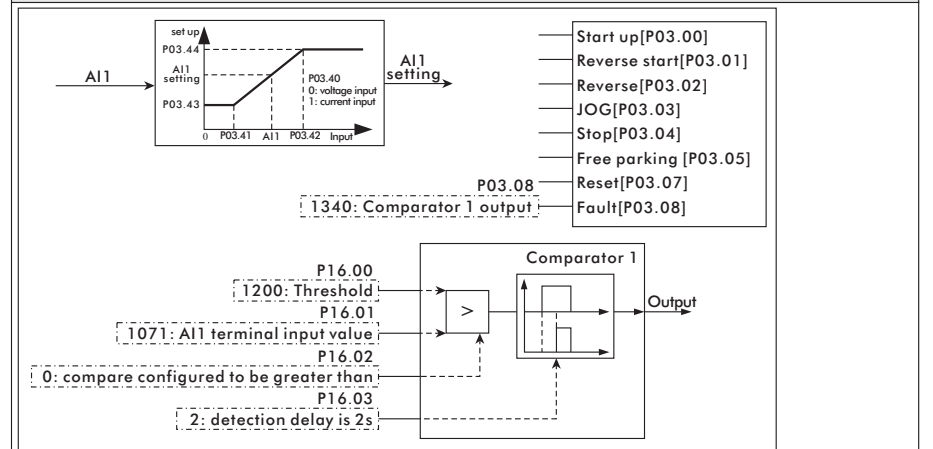 set up
P03.44
AI1
setting
P03.43
P03.40
0: voltage input
1: current input
0 P03.41 AI1 P03.42 Input
AI1
AI1
setting
Start up[P03.00]
Reverse start[P03.01]
Reverse[P03.02]
JOG[P03.03]
Stop[P03.04]
Free parking [P03.05]
Reset[P03.07]
Fault[P03.08]
P03.08
1340: Comparator 1 output
Comparator 1
P16.00
1200: Threshold
P16.01
1071: AI1 terminal input value
P16.02
0: compare configured to be greater than
P16.03
2: detection delay is 2s
>
Output